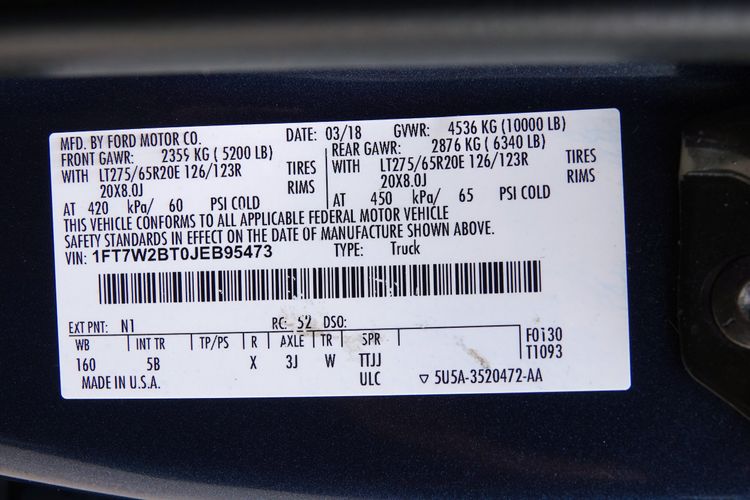 MFD. BY FORD MOTOR CO. DATE: 03/18 GVWR: 4536 KG (10000 LB)
FRONT GAWR: 2359 KG ( 5200 LB) REAR GAWR: 2876 KG ( 6340 LB)
WITH LT275/65R20E 126/123R TIRES WITH LT275/65R20E 126/123R TIRES
20X8.0J RIMS 20X8.0J RIMS
AT 420 kPa/ 60 PSI COLD AT 450 kPa/ 65 PSI COLD
THIS VEHICLE CONFORMS TO ALL APPLICABLE FEDERAL MOTOR VEHICLE
SAFETY STANDARDS IN EFFECT ON THE DATE OF MANUFACTURE SHOWN ABOVE.
VIN: 1FT7W2BT0JEB95473 TYPE: Truck
EXT PNT: N1 RC: 52 DSO:
WB INT TR TP/PS R AXLE TR SPR F0130
160 5B X 3J W TTJJ T1093
MADE IN U.S.A. ULC ▽ 5U5A-3520472-AA